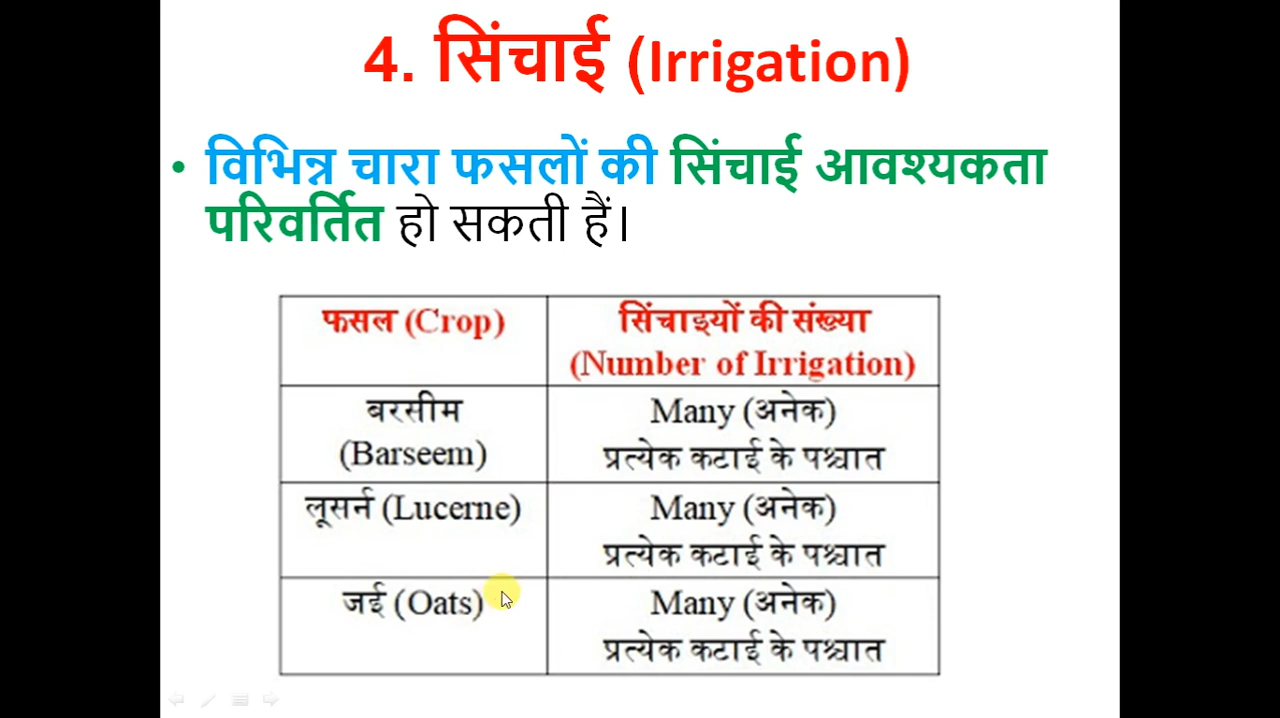 4. सिंचाई (Irrigation)
• विभिन्न चारा फसलों की सिंचाई आवश्यकता
परिवर्तित हो सकती हैं।
फसल (Crop)
सिंचाइयों की संख्या
(Number of Irrigation)
बरसीम
(Barseem)
Many (अनेक)
प्रत्येक कटाई के पश्चात
लूसर्न (Lucerne)
Many (अनेक)
प्रत्येक कटाई के पश्चात
जई (Oats)
Many (अनेक)
प्रत्येक कटाई के पश्चात